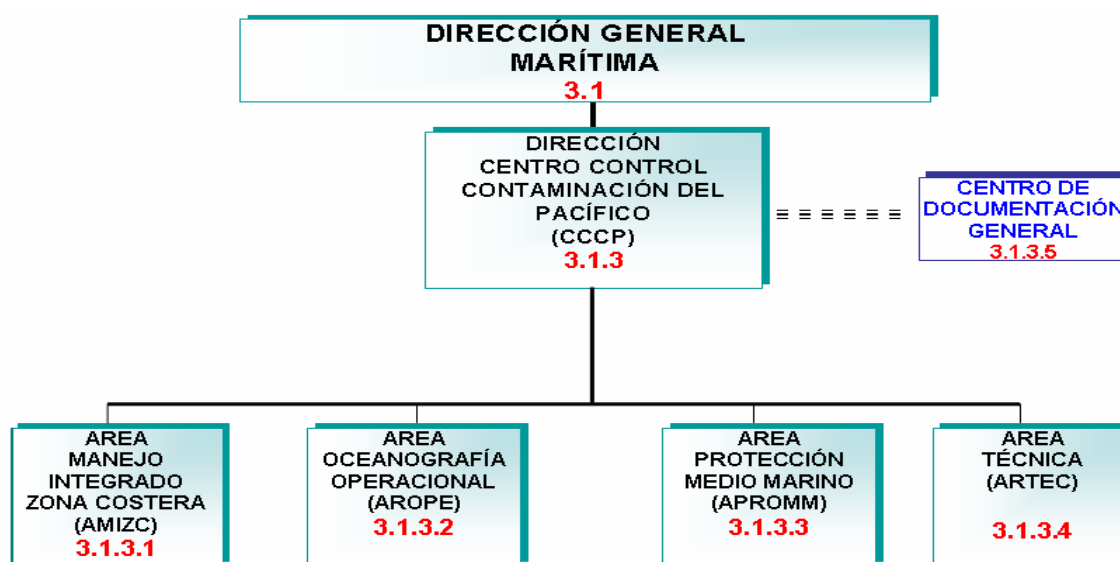 DIRECCIÓN GENERAL
MARÍTIMA
3.1
DIRECCIÓN
CENTRO CONTROL
CONTAMINACIÓN DEL
PACÍFICO
(CCCP)
3.1.3
CENTRO DE
DOCUMENTACIÓN
GENERAL
3.1.3.5
AREA
MANEJO
INTEGRADO
ZONA COSTERA
(AMIZC)
3.1.3.1
AREA
OCEANOGRAFÍA
OPERACIONAL
(AROPE)
3.1.3.2
AREA
PROTECCIÓN
MEDIO MARINO
(APROMM)
3.1.3.3
AREA
TÉCNICA
(ARTEC)
3.1.3.4